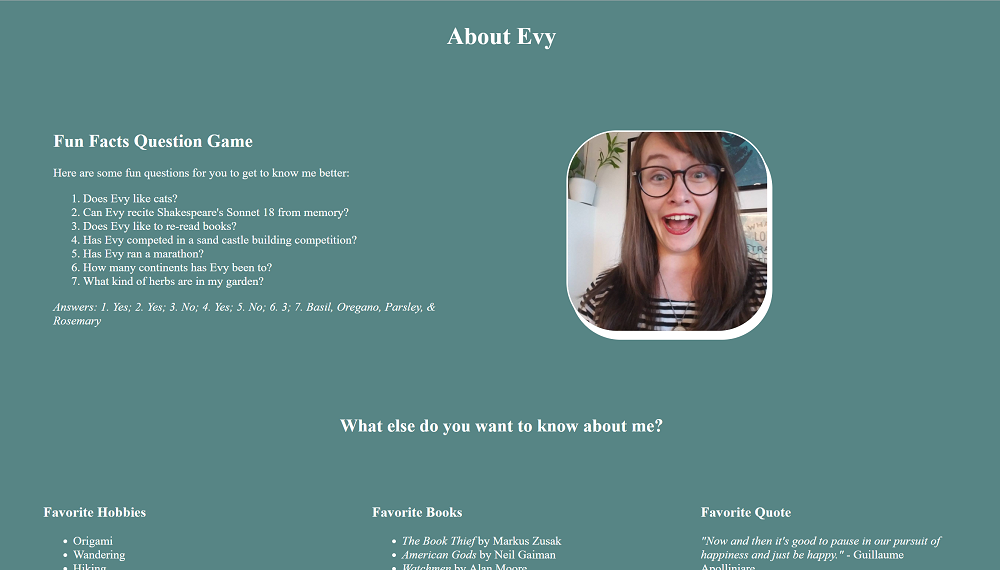 About Evy
Fun Facts Question Game
Here are some fun questions for you to get to know me better:
1. Does Evy like cats?
2. Can Evy recite Shakespeare's Sonnet 18 from memory?
3. Does Evy like to re-read books?
4. Has Evy competed in a sand castle building competition?
5. Has Evy ran a marathon?
6. How many continents has Evy been to?
7. What kind of herbs are in my garden?
Answers: 1. Yes; 2. Yes; 3. No; 4. Yes; 5. No; 6. 3; 7. Basil, Oregano, Parsley, &
Rosemary
What else do you want to know about me?
Favorite Hobbies
• Origami
• Wandering
• Hiking
Favorite Books
• The Book Thief by Markus Zusak
• American Gods by Neil Gaiman
• Watchmen by Alan Moore
Favorite Quote
"Now and then it's good to pause in our pursuit of
happiness and just be happy." - Guillaume
Apolliniare